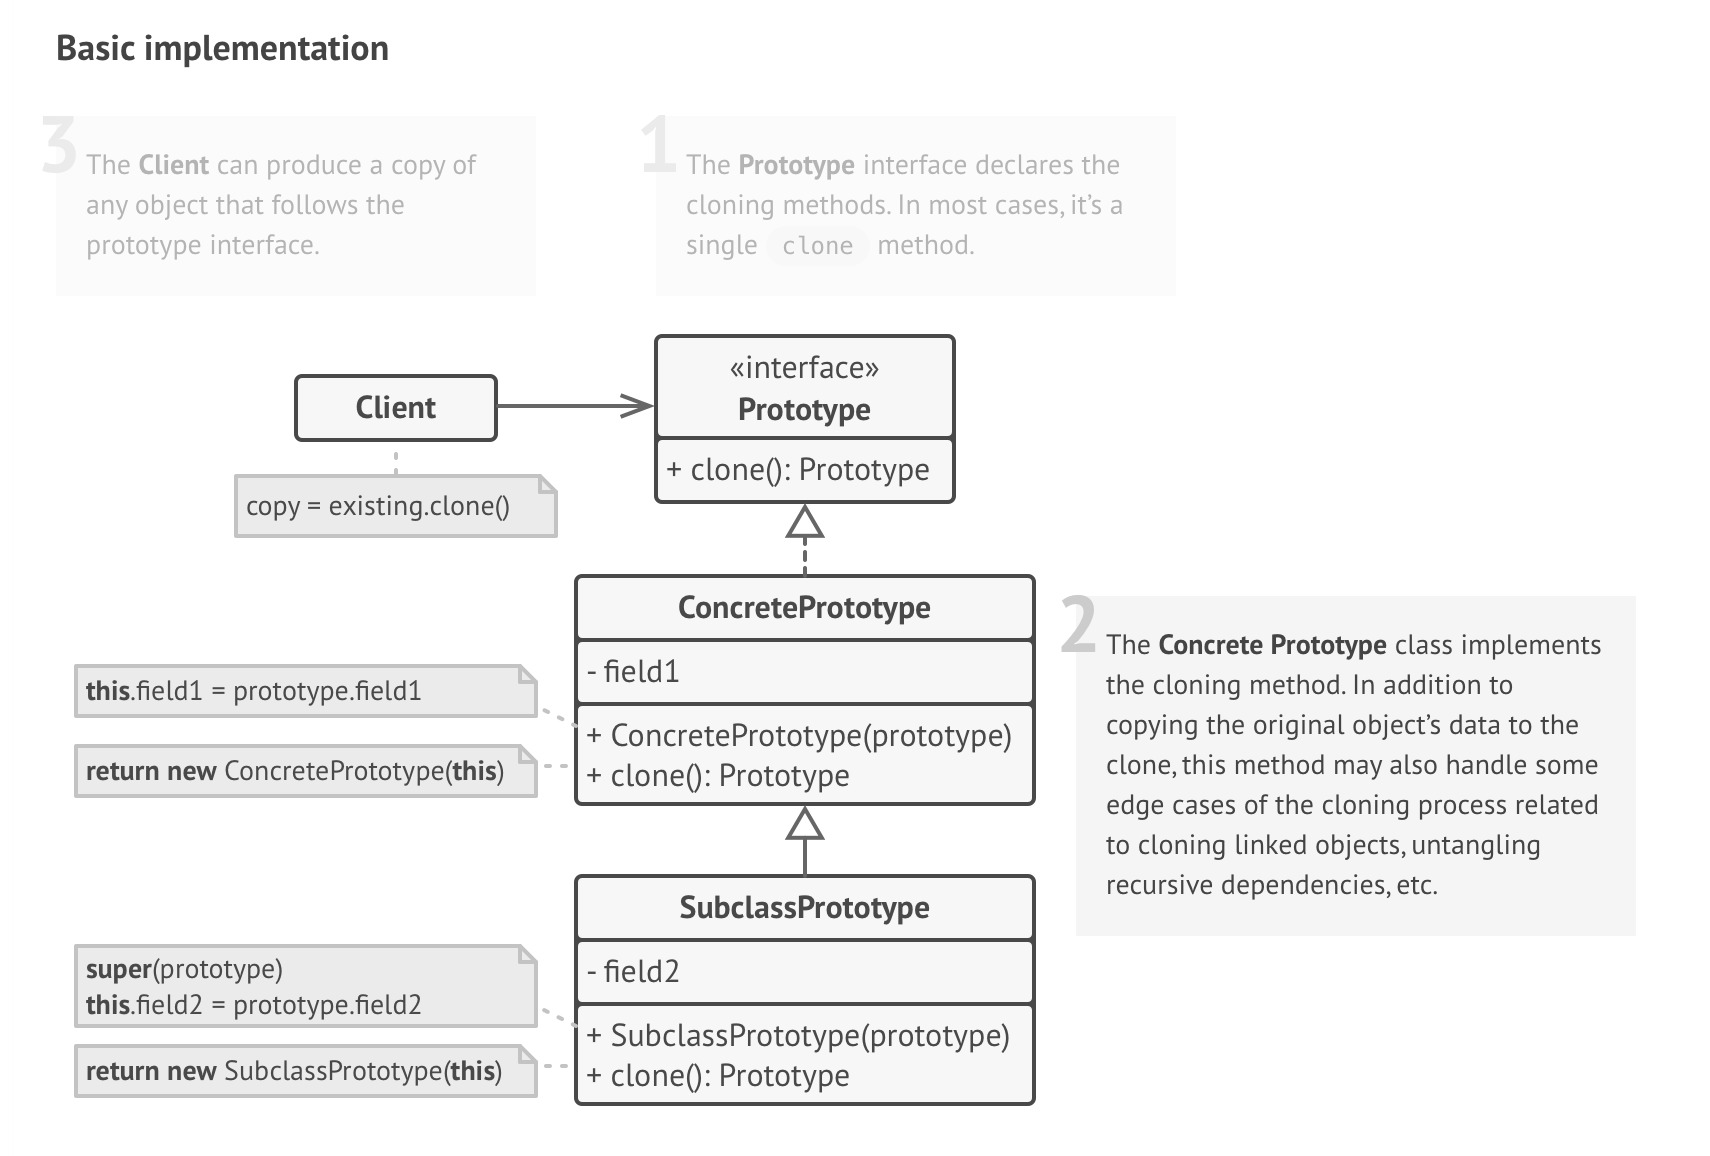 Basic implementation
3
The Client can produce a copy of
any object that follows the
prototype interface.
1
The Prototype interface declares the
cloning methods. In most cases, it’s a
single clone method.
Client
copy = existing.clone()
«interface»
Prototype
+ clone(): Prototype
ConcretePrototype
- field1
+ ConcretePrototype(prototype)
+ clone(): Prototype
this.field1 = prototype.field1
return new ConcretePrototype(this)
2
The Concrete Prototype class implements
the cloning method. In addition to
copying the original object’s data to the
clone, this method may also handle some
edge cases of the cloning process related
to cloning linked objects, untangling
recursive dependencies, etc.
SubclassPrototype
- field2
+ SubclassPrototype(prototype)
+ clone(): Prototype
super(prototype)
this.field2 = prototype.field2
return new SubclassPrototype(this)